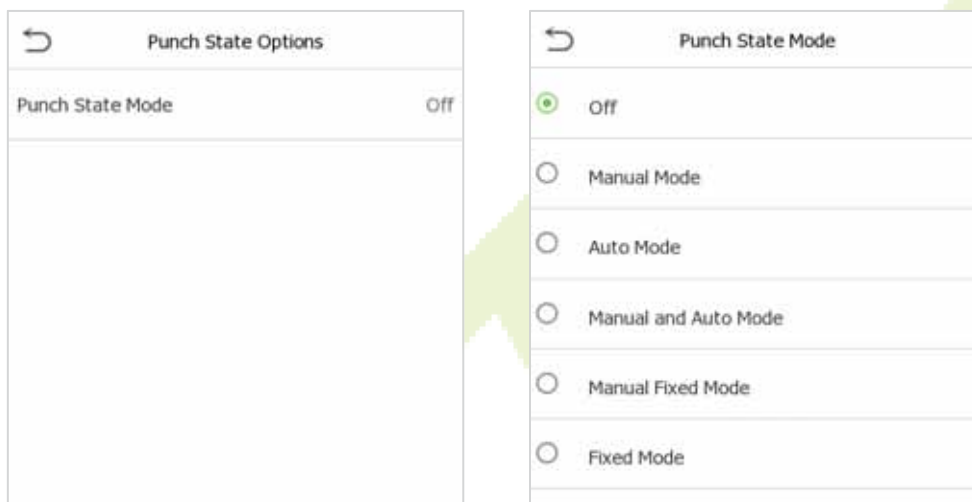 Punch State Options
Punch State Mode Off
Punch State Mode
Off
Manual Mode
Auto Mode
Manual and Auto Mode
Manual Fixed Mode
Fixed Mode